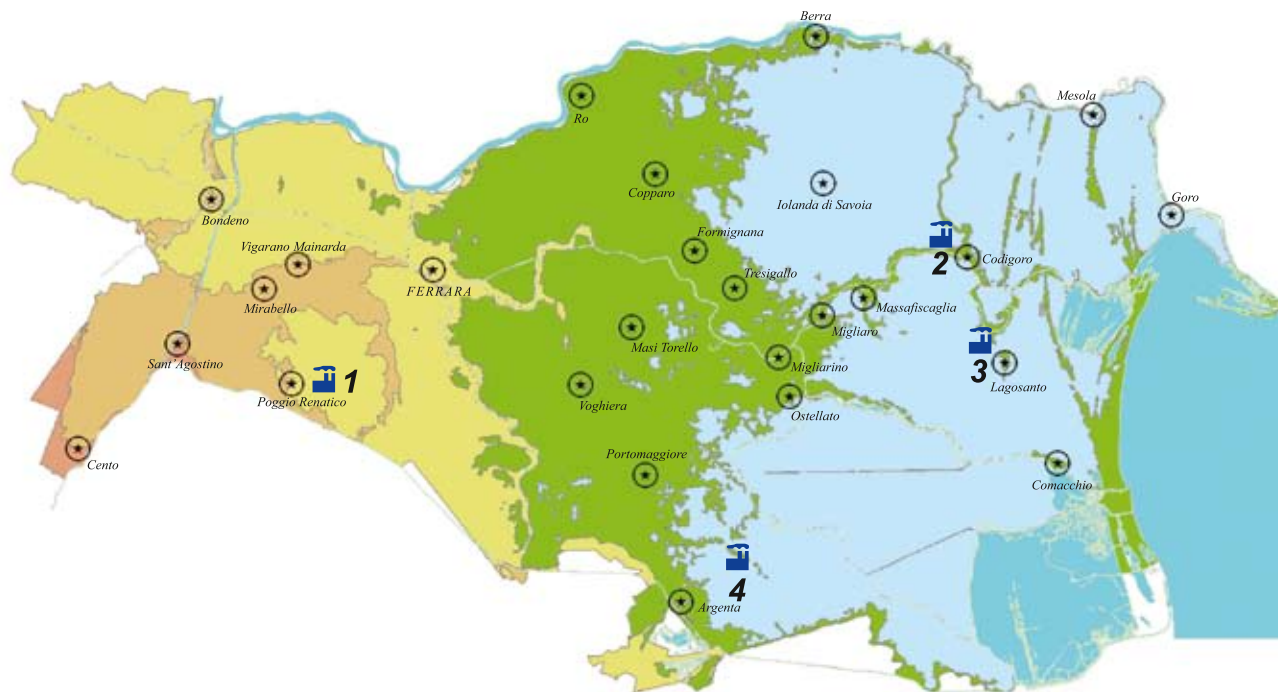 Berra
Mesola
Ro
Copparo
Iolanda di Savoia
Bondeno
Goro
Vigarano Mainarda
Formignana
2
Codigoro
FERRARA
Tresigallo
Mirabello
Massafiscaglia
Migliaro
Masi Torello
Sant'Agostino
Migliarino
3
Lagosanto
1
Poggio Renatico
Voghiera
Ostellato
Portomaggiore
Cento
Comacchio
4
Argenta